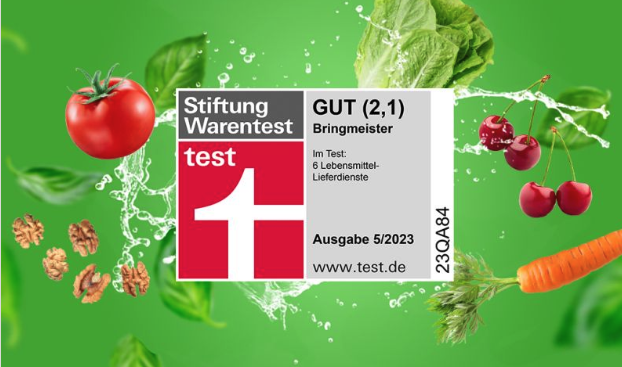 Stiftung
Warentest
test
GUT (2,1)
Bringmeister
Im Test:
6 Lebensmittel-
Lieferdienste
Ausgabe 5/2023
www.test.de
23QA84